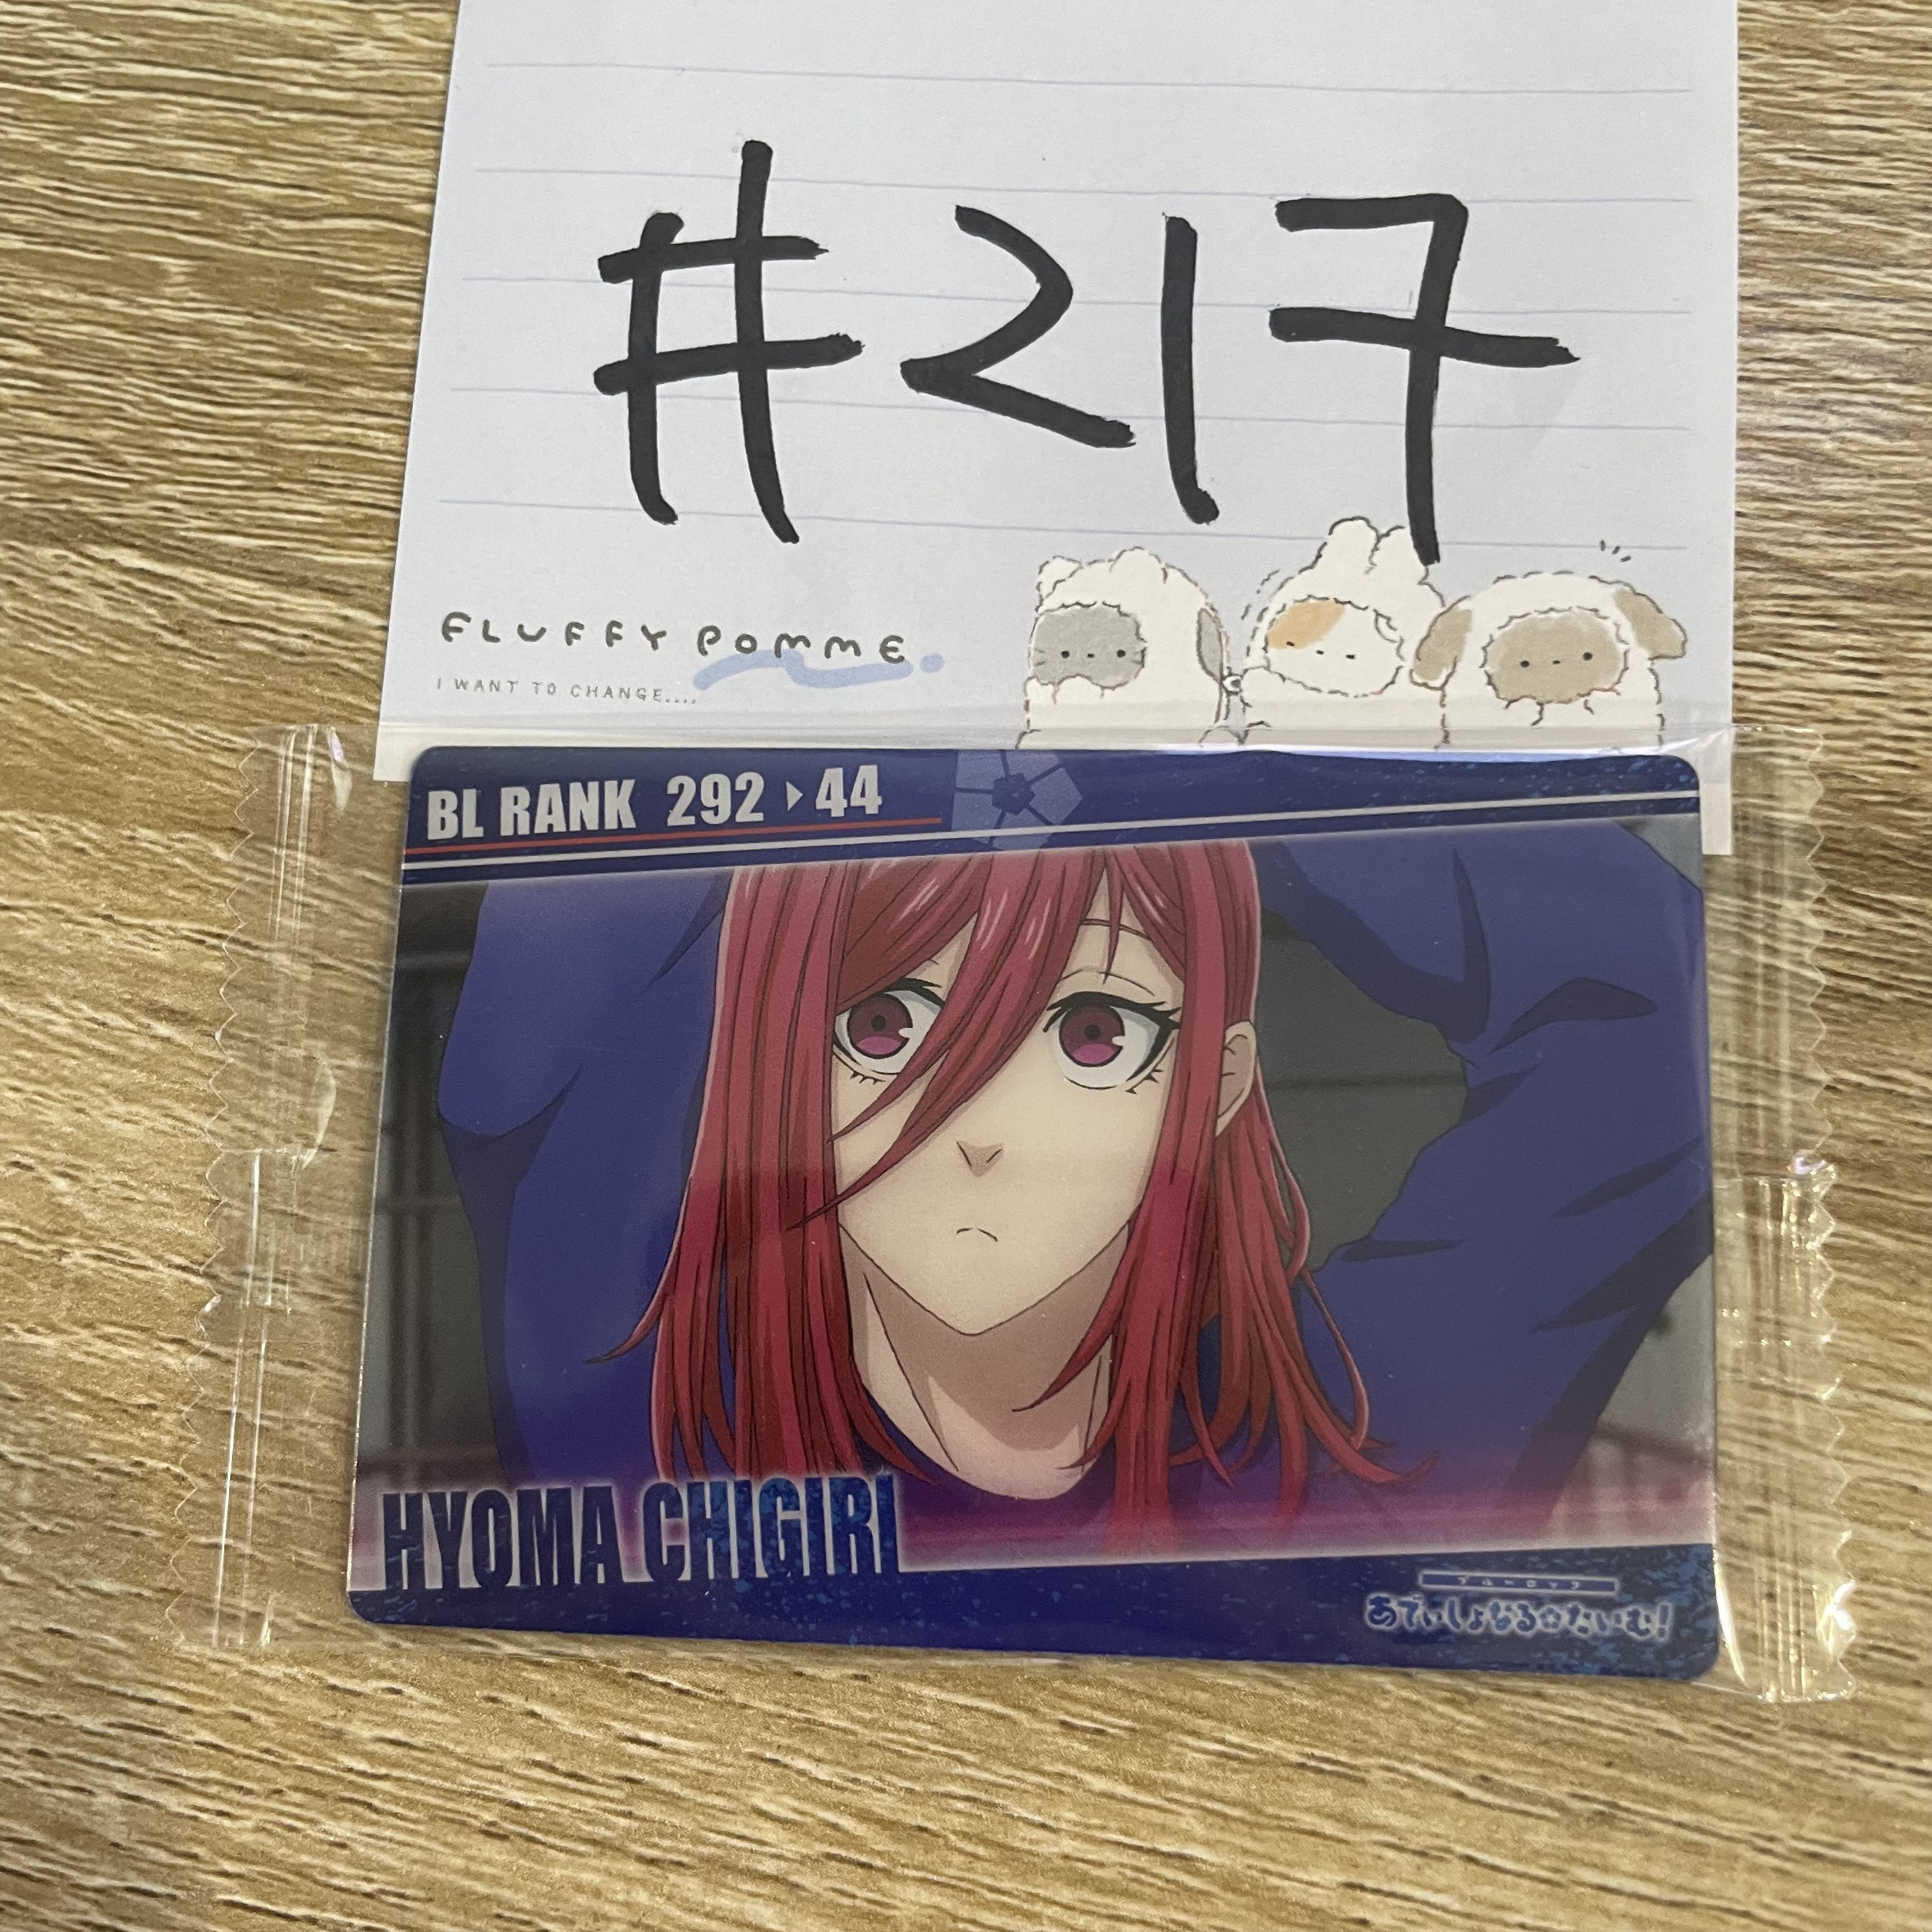 #217
FLUFFY POMME
I WANT TO CHANGE....
BL RANK 292 ▸ 44
HYOMA CHIGIRI
ブルーロック
あでぃしょなる・たいむ!